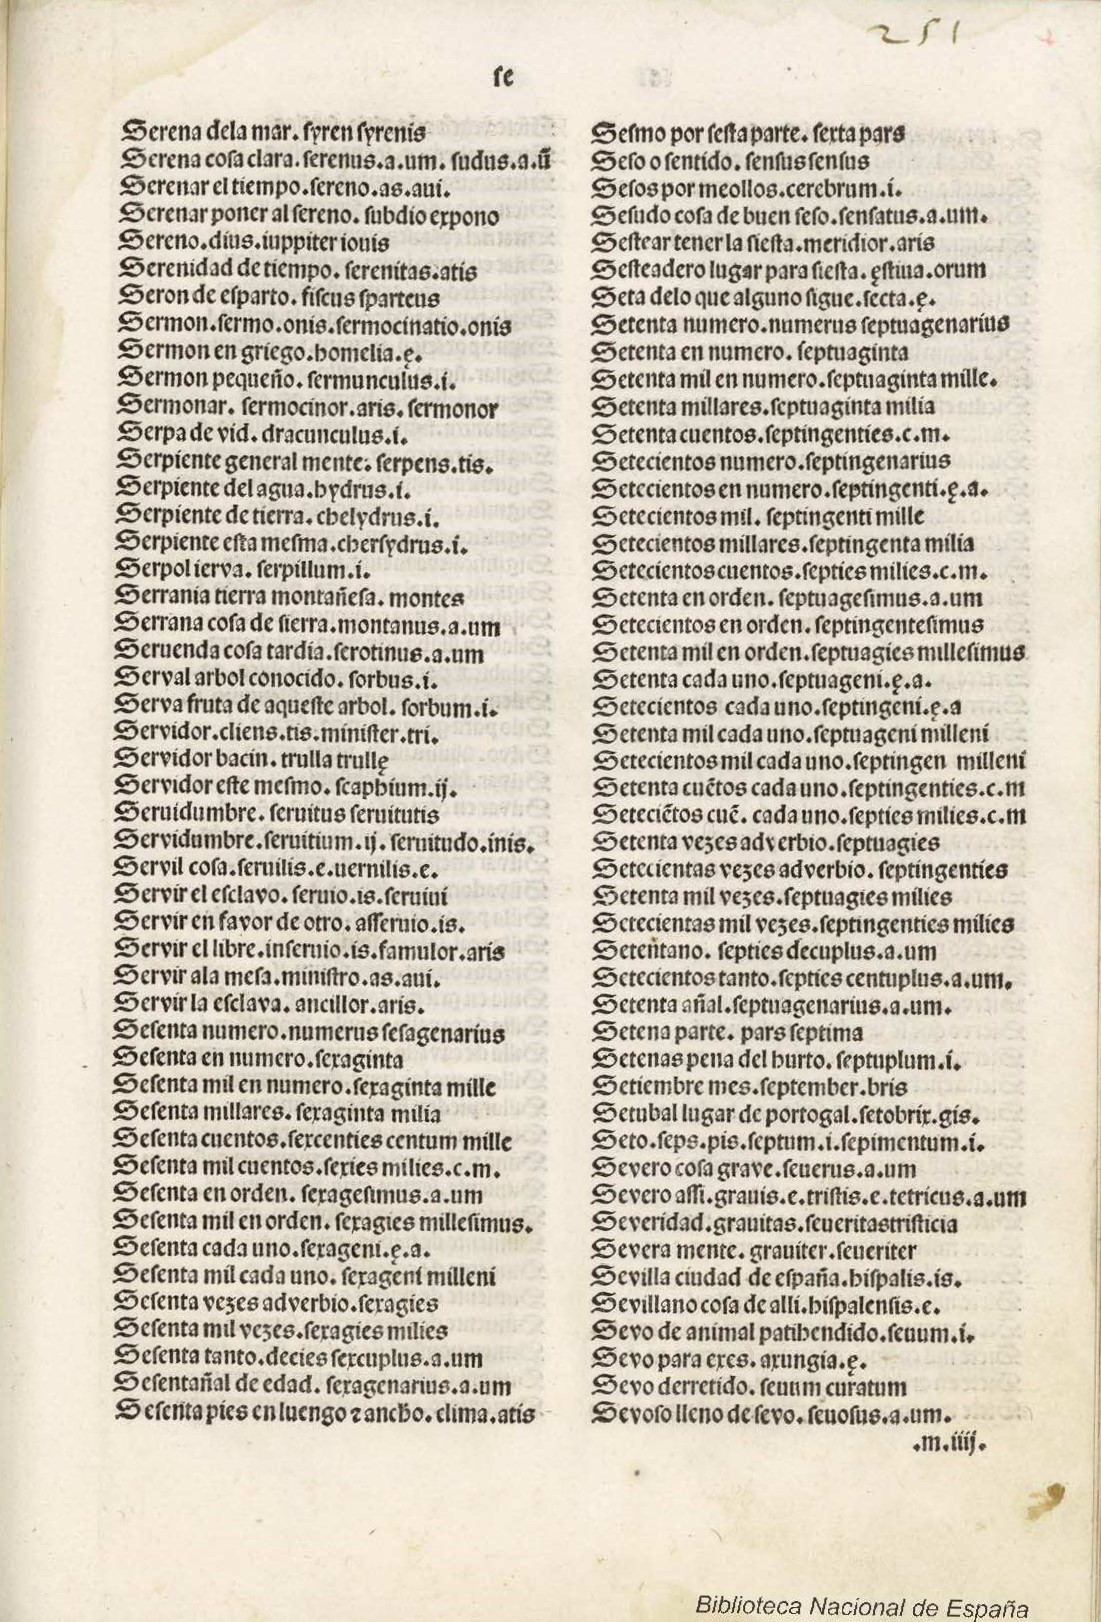 251
se
Serena dela mar. syren syrenis
Serena cosa clara. serenus.a.um. sudus.a.ū
Serenar el tiempo.sereno.as.aui.
Serenar poner al sereno. subdio expono
Sereno.dius.iuppiter iouis
Serenidad de tiempo. serenitas.atis
Seron de esparto. fiscus sparteus
Sermon.sermo.onis.sermocinatio.onis
Sermon en griego.homelia.ę.
Sermon pequeño. sermunculus.i.
Sermonar. sermocinor.aris. sermonor
Serpa de vid. dracunculus.i.
Serpiente general mente. serpens.tis.
Serpiente del agua.hydrus.i.
Serpiente de tierra. chelydrus.i.
Serpiente esta mesma.chersydrus.i.
Serpol ierva. serpillum.i.
Serrania tierra montañesa. montes
Serrana cosa de sierra.montanus.a.um
Seruenda cosa tardia.serotinus.a.um
Serval arbol conocido. sorbus.i.
Serva fruta de aqueste arbol. sorbum.i.
Servidor.cliens.tis.minister.tri.
Servidor bacin. trulla trullę
Servidor este mesmo. scaphium.ij.
Seruidumbre. seruitus seruitutis
Servidumbre.seruitium.ij.seruitudo.inis.
Servil cosa.seruilis.e.uernilis.e.
Servir el esclavo. seruio.is.seruiui
Servir en favor de otro. asseruio.is.
Servir el libre.inseruio.is.famulor.aris
Servir ala mesa.ministro.as.aui.
Servir la esclava. ancillor.aris.
Sesenta numero.numerus sesagenarius
Sesenta en numero.sexaginta
Sesenta mil en numero.sexaginta mille
Sesenta millares. sexaginta milia
Sesenta cuentos.sexcenties centum mille
Sesenta mil cuentos.sexies milies.c.m.
Sesenta en orden. sexagesimus.a.um
Sesenta mil en orden. sexagies millesimus.
Sesenta cada uno.sexageni.ę.a.
Sesenta mil cada uno. sexageni milleni
Sesenta vezes adverbio.sexagies
Sesenta mil vezes.sexagies milies
Sesenta tanto.decies sexcuplus.a.um
Sesentañal de edad. sexagenarius.a.um
Sesenta pies en luengo ⁊ ancho. clima.atis
Sesmo por sesta parte. sexta pars
Seso o sentido. sensus sensus
Sesos por meollos.cerebrum.i.
Sesudo cosa de buen seso.sensatus.a.um.
Sestear tener la siesta.meridior.aris
Sesteadero lugar para siesta. ęstiua.orum
Seta delo que alguno sigue.secta.ę.
Setenta numero.numerus septuagenarius
Setenta en numero. septuaginta
Setenta mil en numero.septuaginta mille.
Setenta millares.septuaginta milia
Setenta cuentos.septingenties.c.m.
Setecientos numero.septingenarius
Setecientos en numero.septingenti.ę.a.
Setecientos mil. septingenti mille
Setecientos millares.septingenta milia
Setecientos cuentos.septies milies.c.m.
Setenta en orden. septuagesimus.a.um
Setecientos en orden. septingentesimus
Setenta mil en orden.septuagies millesimus
Setenta cada uno.septuageni.ę.a.
Setecientos cada uno.septingeni.ę.a
Setenta mil cada uno.septuageni milleni
Setecientos mil cada uno.septingen milleni
Setenta cuētos cada uno.septingenties.c.m
Seteciētos cuē. cada uno.septies milies.c.m
Setenta vezes adverbio.septuagies
Setecientas vezes adverbio. septingenties
Setenta mil vezes.septuagies milies
Setecientas mil vezes.septingenties milies
Setentano. septies decuplus.a.um
Setecientos tanto.septies centuplus.a.um.
Setenta añal.septuagenarius.a.um.
Setena parte. pars septima
Setenas pena del hurto. septuplum.i.
Setiembre mes.september.bris
Setubal lugar de portogal.setobrix.gis.
Seto.seps.pis.septum.i.sepimentum.i.
Severo cosa grave.seuerus.a.um
Severo assi.grauis.e.tristis.e.tetricus.a.um
Severidad.grauitas.seueritas tristicia
Severa mente. grauiter.seueriter
Sevilla ciudad de españa.hispalis.is.
Sevillano cosa de alli.hispalensis.e.
Sevo de animal patihendido.seuum.i.
Sevo para exes. axungia.ę.
Sevo derretido. seuum curatum
Sevoso lleno de sevo. seuosus.a.um.
.m.iiij.
Biblioteca Nacional de España